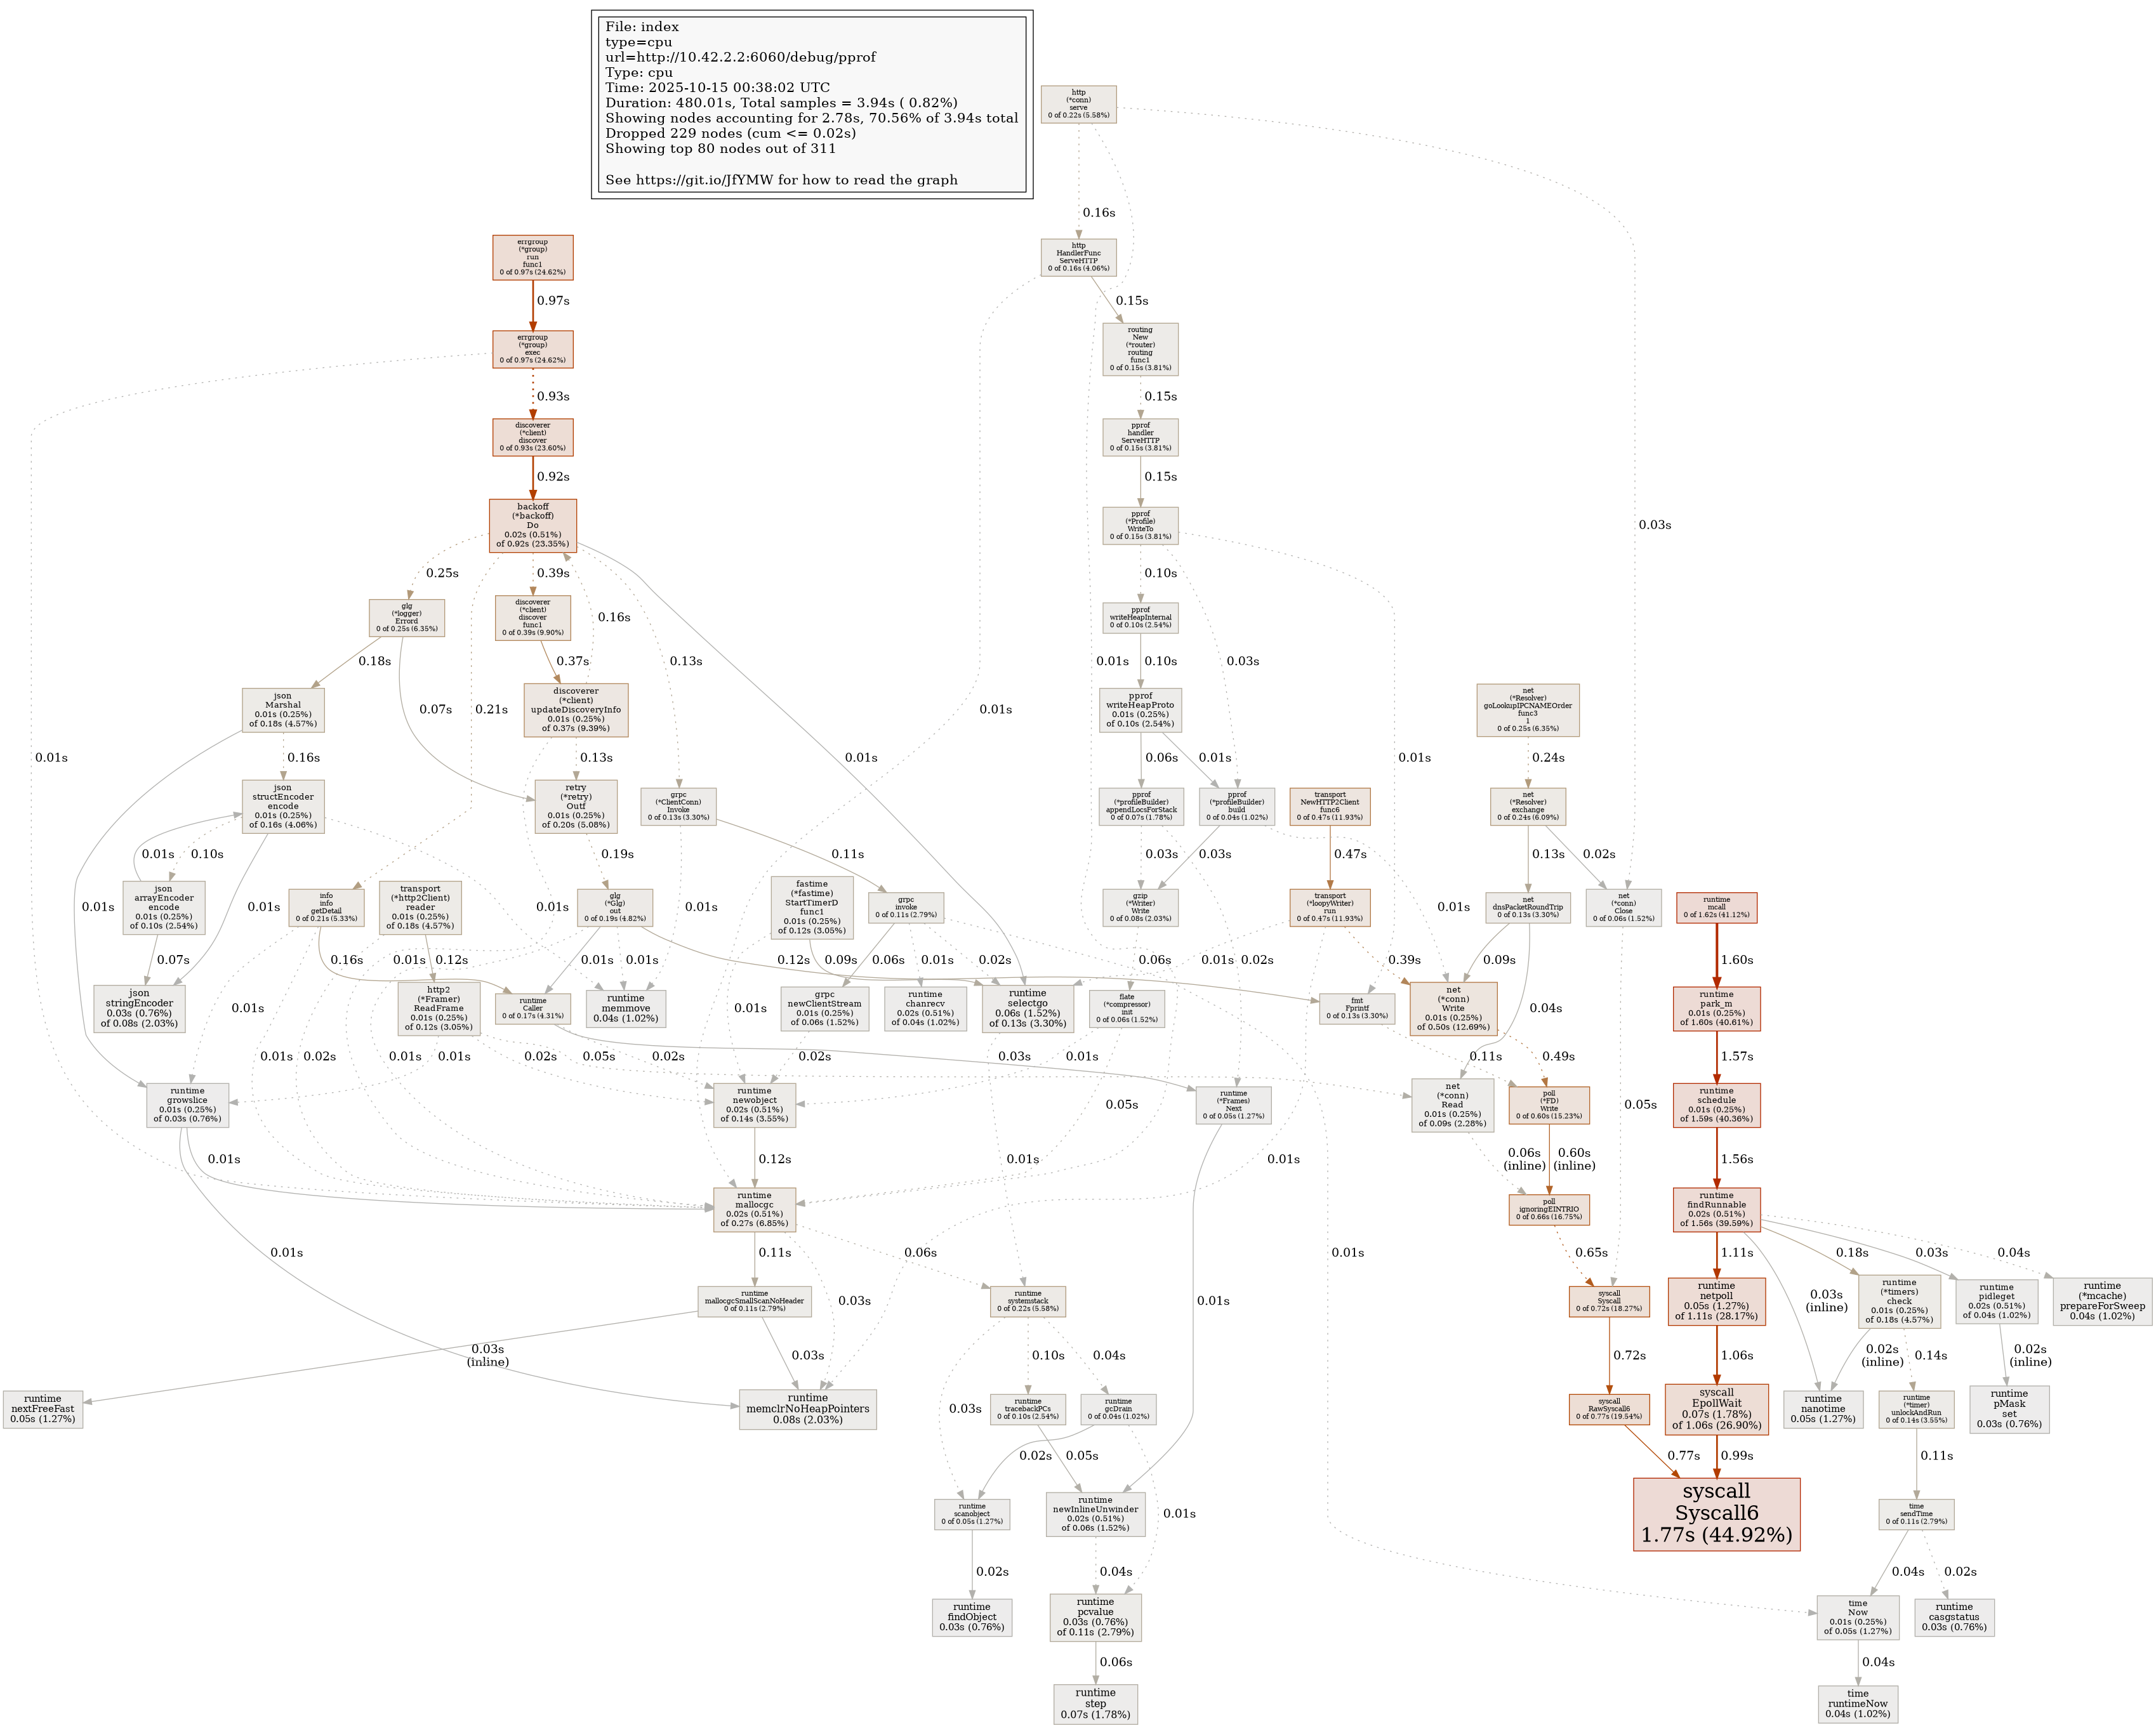 File: index
type=cpu
url=http://10.42.2.2:6060/debug/pprof
Type: cpu
Time: 2025-10-15 00:38:02 UTC
Duration: 480.01s, Total samples = 3.94s ( 0.82%)
Showing nodes accounting for 2.78s, 70.56% of 3.94s total
Dropped 229 nodes (cum <= 0.02s)
Showing top 80 nodes out of 311
See https://git.io/JfYMW for how to read the graph
http
(*conn)
serve
0 of 0.22s (5.58%)
0.16s
0.03s
0.01s
errgroup
(*group)
run
func1
0 of 0.97s (24.62%)
0.97s
http
HandlerFunc
ServeHTTP
0 of 0.16s (4.06%)
0.15s
0.01s
errgroup
(*group)
exec
0 of 0.97s (24.62%)
0.93s
0.01s
routing
New
(*router)
routing
func1
0 of 0.15s (3.81%)
0.15s
discoverer
(*client)
discover
0 of 0.93s (23.60%)
0.92s
pprof
handler
ServeHTTP
0 of 0.15s (3.81%)
0.15s
backoff
(*backoff)
Do
0.02s (0.51%)
of 0.92s (23.35%)
0.25s
0.39s
0.16s
0.21s
0.13s
0.01s
pprof
(*Profile)
WriteTo
0 of 0.15s (3.81%)
0.10s
0.03s
0.01s
glg
(*logger)
Errord
0 of 0.25s (6.35%)
0.18s
0.07s
discoverer
(*client)
discover
func1
0 of 0.39s (9.90%)
0.37s
pprof
writeHeapInternal
0 of 0.10s (2.54%)
0.10s
json
Marshal
0.01s (0.25%)
of 0.18s (4.57%)
0.16s
0.01s
discoverer
(*client)
updateDiscoveryInfo
0.01s (0.25%)
of 0.37s (9.39%)
0.13s
0.01s
pprof
writeHeapProto
0.01s (0.25%)
of 0.10s (2.54%)
0.06s
0.01s
net
(*Resolver)
goLookupIPCNAMEOrder
func3
1
0 of 0.25s (6.35%)
0.24s
json
structEncoder
encode
0.01s (0.25%)
of 0.16s (4.06%)
0.01s
0.10s
0.01s
0.01s
retry
(*retry)
Outf
0.01s (0.25%)
of 0.20s (5.08%)
0.19s
grpc
(*ClientConn)
Invoke
0 of 0.13s (3.30%)
0.11s
0.01s
pprof
(*profileBuilder)
appendLocsForStack
0 of 0.07s (1.78%)
0.03s
0.02s
pprof
(*profileBuilder)
build
0 of 0.04s (1.02%)
0.03s
0.01s
transport
NewHTTP2Client
func6
0 of 0.47s (11.93%)
0.47s
net
(*Resolver)
exchange
0 of 0.24s (6.09%)
0.13s
0.02s
json
arrayEncoder
encode
0.01s (0.25%)
of 0.10s (2.54%)
0.07s
info
info
getDetail
0 of 0.21s (5.33%)
0.16s
0.01s
0.01s
0.02s
transport
(*http2Client)
reader
0.01s (0.25%)
of 0.18s (4.57%)
0.12s
0.01s
glg
(*Glg)
out
0 of 0.19s (4.82%)
0.01s
0.01s
0.12s
0.01s
fastime
(*fastime)
StartTimerD
func1
0.01s (0.25%)
of 0.12s (3.05%)
0.09s
0.01s
grpc
invoke
0 of 0.11s (2.79%)
0.06s
0.01s
0.02s
0.01s
gzip
(*Writer)
Write
0 of 0.08s (2.03%)
0.06s
transport
(*loopyWriter)
run
0 of 0.47s (11.93%)
0.39s
0.01s
0.01s
net
dnsPacketRoundTrip
0 of 0.13s (3.30%)
0.09s
0.04s
net
(*conn)
Close
0 of 0.06s (1.52%)
0.05s
runtime
mcall
0 of 1.62s (41.12%)
1.60s
json
stringEncoder
0.03s (0.76%)
of 0.08s (2.03%)
http2
(*Framer)
ReadFrame
0.01s (0.25%)
of 0.12s (3.05%)
0.01s
0.02s
0.05s
runtime
Caller
0 of 0.17s (4.31%)
0.02s
0.03s
runtime
memmove
0.04s (1.02%)
grpc
newClientStream
0.01s (0.25%)
of 0.06s (1.52%)
0.02s
runtime
chanrecv
0.02s (0.51%)
of 0.04s (1.02%)
runtime
selectgo
0.06s (1.52%)
of 0.13s (3.30%)
0.01s
flate
(*compressor)
init
0 of 0.06s (1.52%)
0.01s
0.05s
fmt
Fprintf
0 of 0.13s (3.30%)
0.11s
net
(*conn)
Write
0.01s (0.25%)
of 0.50s (12.69%)
0.49s
runtime
park_m
0.01s (0.25%)
of 1.60s (40.61%)
1.57s
runtime
growslice
0.01s (0.25%)
of 0.03s (0.76%)
0.01s
0.01s
runtime
newobject
0.02s (0.51%)
of 0.14s (3.55%)
0.12s
runtime
(*Frames)
Next
0 of 0.05s (1.27%)
0.01s
net
(*conn)
Read
0.01s (0.25%)
of 0.09s (2.28%)
0.06s
(inline)
poll
(*FD)
Write
0 of 0.60s (15.23%)
0.60s
(inline)
runtime
schedule
0.01s (0.25%)
of 1.59s (40.36%)
1.56s
runtime
mallocgc
0.02s (0.51%)
of 0.27s (6.85%)
0.11s
0.03s
0.06s
poll
ignoringEINTRIO
0 of 0.66s (16.75%)
0.65s
runtime
findRunnable
0.02s (0.51%)
of 1.56s (39.59%)
1.11s
0.03s
(inline)
0.18s
0.03s
0.04s
runtime
mallocgcSmallScanNoHeader
0 of 0.11s (2.79%)
0.03s
(inline)
0.03s
runtime
systemstack
0 of 0.22s (5.58%)
0.03s
0.10s
0.04s
syscall
Syscall
0 of 0.72s (18.27%)
0.72s
runtime
netpoll
0.05s (1.27%)
of 1.11s (28.17%)
1.06s
runtime
(*timers)
check
0.01s (0.25%)
of 0.18s (4.57%)
0.02s
(inline)
0.14s
runtime
pidleget
0.02s (0.51%)
of 0.04s (1.02%)
0.02s
(inline)
runtime
(*mcache)
prepareForSweep
0.04s (1.02%)
runtime
nextFreeFast
0.05s (1.27%)
runtime
memclrNoHeapPointers
0.08s (2.03%)
runtime
tracebackPCs
0 of 0.10s (2.54%)
0.05s
runtime
gcDrain
0 of 0.04s (1.02%)
0.02s
0.01s
syscall
RawSyscall6
0 of 0.77s (19.54%)
0.77s
syscall
EpollWait
0.07s (1.78%)
of 1.06s (26.90%)
0.99s
runtime
nanotime
0.05s (1.27%)
runtime
(*timer)
unlockAndRun
0 of 0.14s (3.55%)
0.11s
runtime
pMask
set
0.03s (0.76%)
runtime
scanobject
0 of 0.05s (1.27%)
0.02s
runtime
newInlineUnwinder
0.02s (0.51%)
of 0.06s (1.52%)
0.04s
syscall
Syscall6
1.77s (44.92%)
time
sendTime
0 of 0.11s (2.79%)
0.04s
0.02s
runtime
findObject
0.03s (0.76%)
runtime
pcvalue
0.03s (0.76%)
of 0.11s (2.79%)
0.06s
time
Now
0.01s (0.25%)
of 0.05s (1.27%)
0.04s
runtime
casgstatus
0.03s (0.76%)
runtime
step
0.07s (1.78%)
time
runtimeNow
0.04s (1.02%)